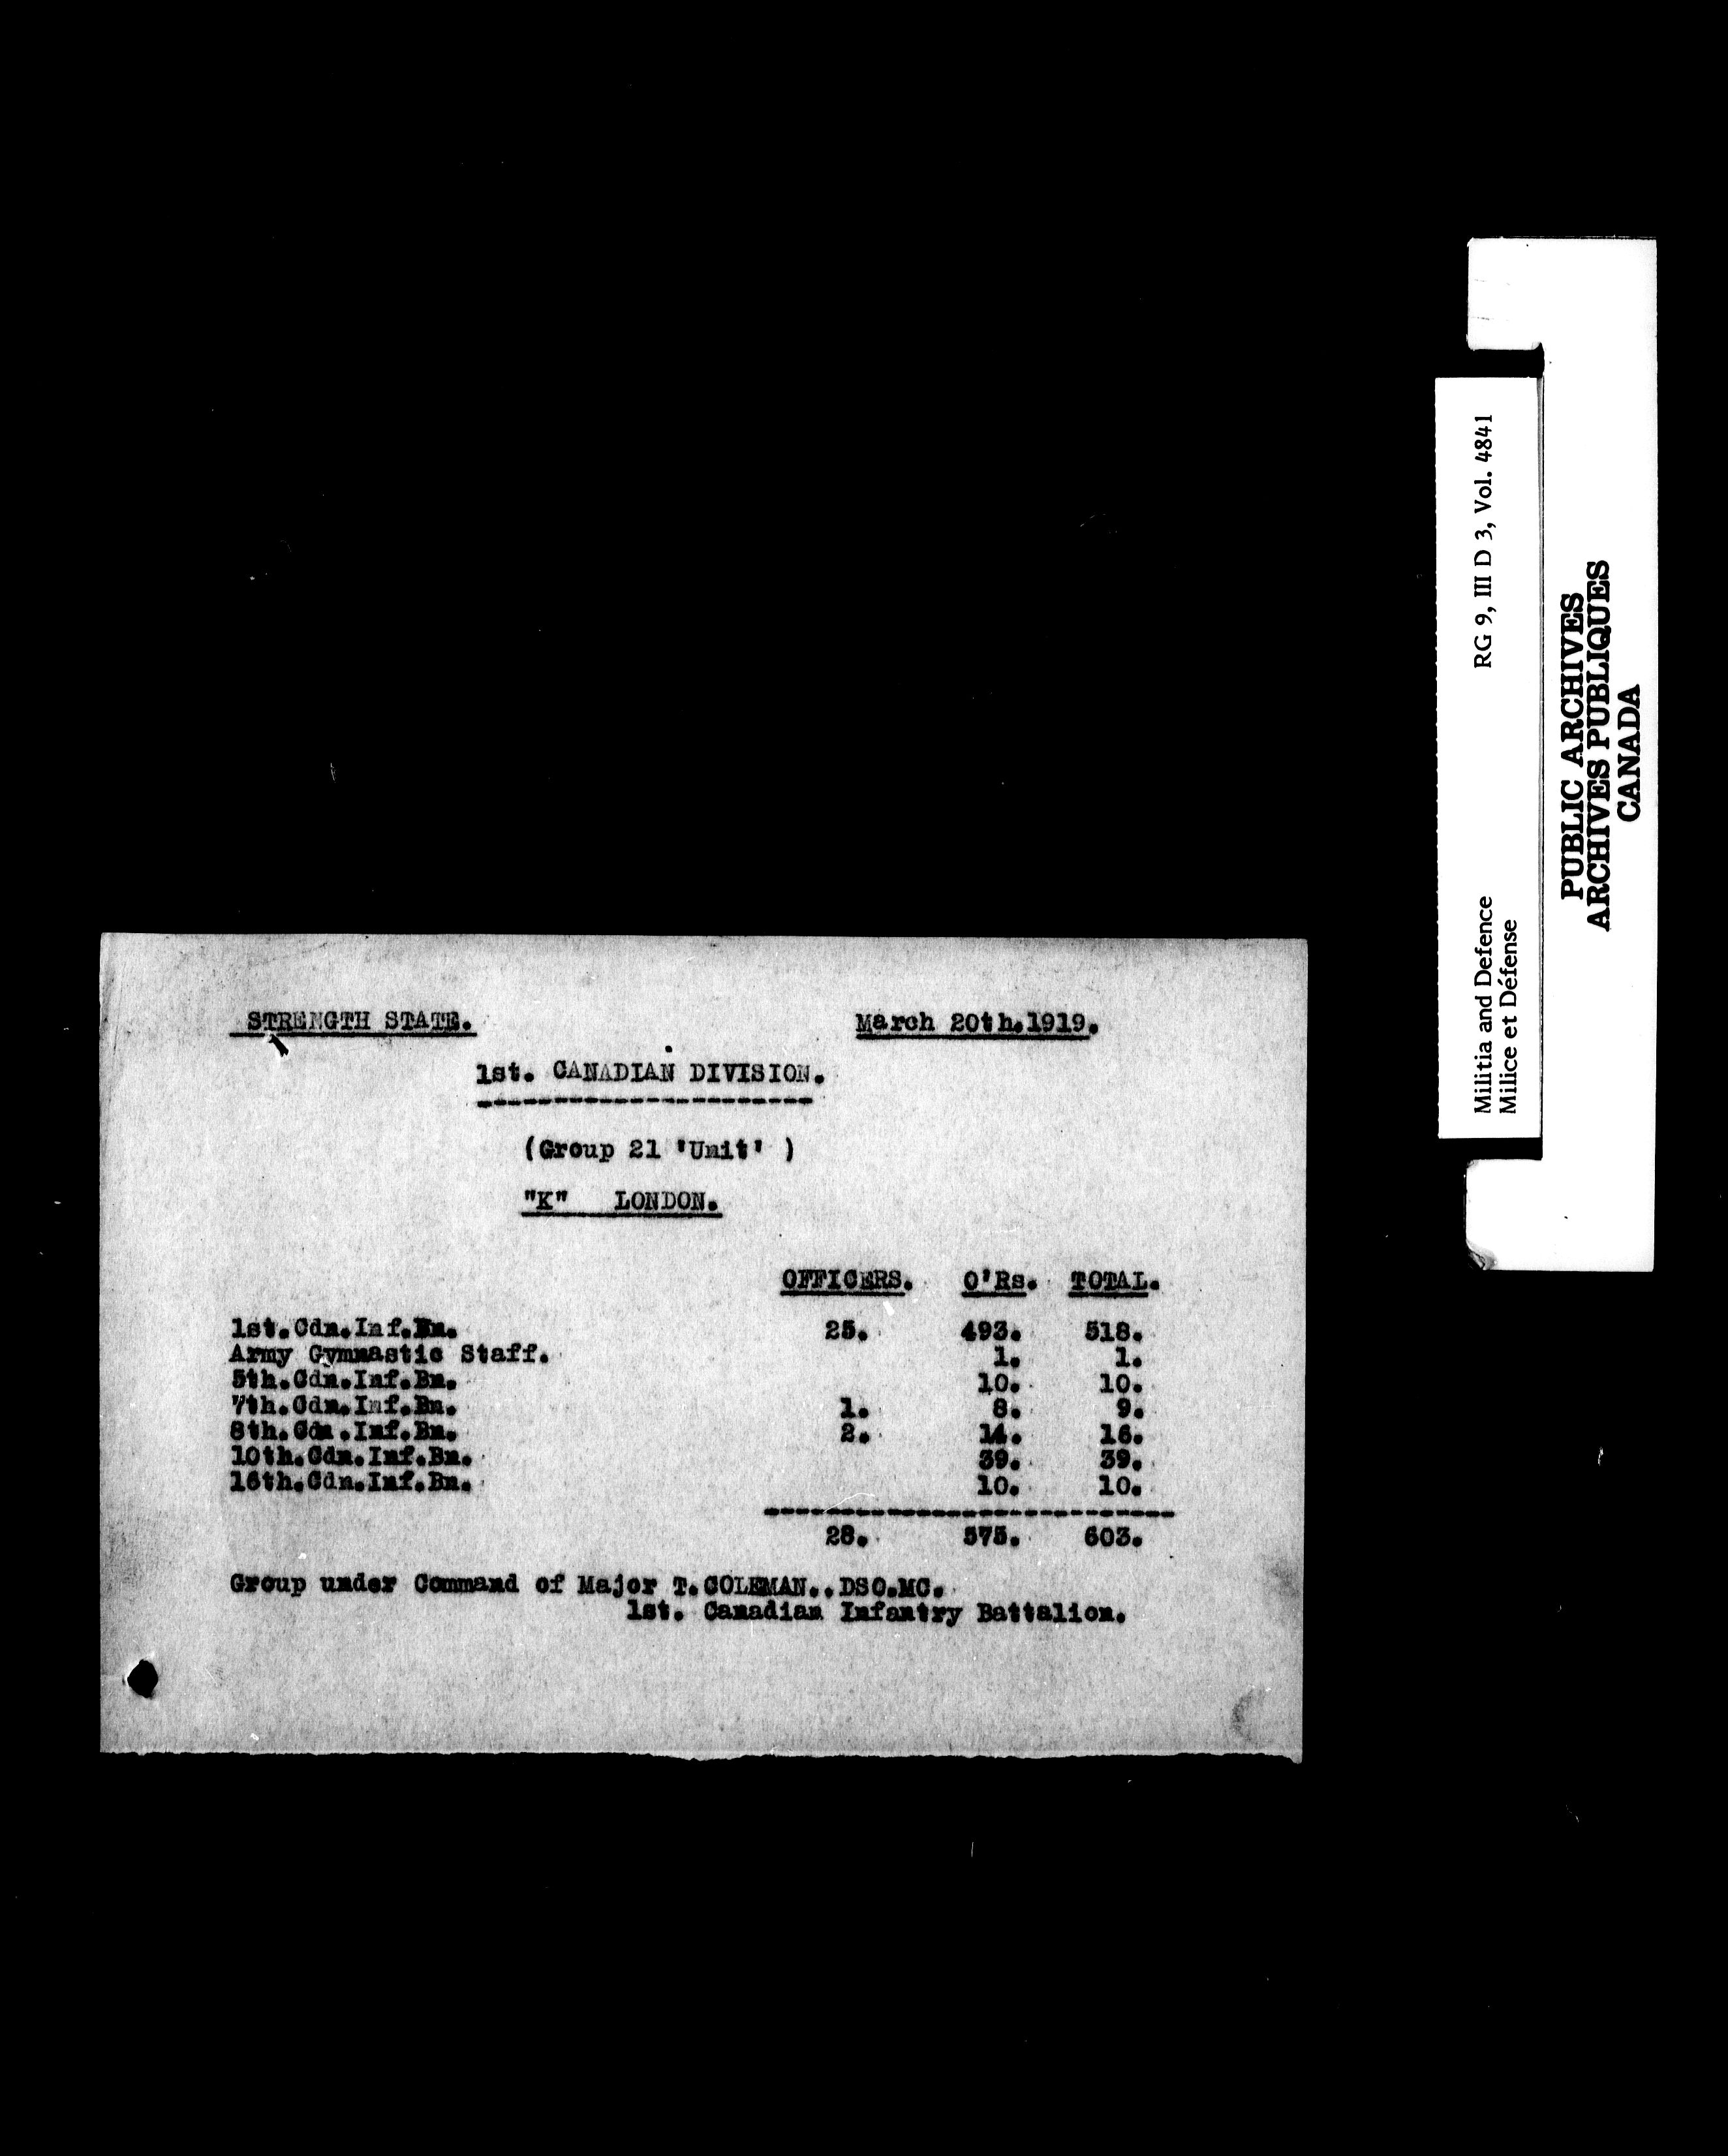 STRENGTH STATE. March 20th.1919.
1st. CANADIAN DIVISION.
(Group 21 'Unit' )
"K" LONDON.
OFFICERS. O'Rs. TOTAL.
1st.Cdn.Inf.Bn. 25. 493. 518.
Army Gymnastic Staff. 1. 1.
5th.Cdn.Inf.Bn. 10. 10.
7th.Cdn.Inf.Bn. 1. 8. 9.
8th.Cdn.Inf.Bn. 2. 14. 16.
10th.Cdn.Inf.Bn. 39. 39.
16th.Cdn.Inf.Bn. 10. 10.
28. 575. 603.
Group under Command of Major T.COLEMAN..DSO.MC.
1st. Canadian Infantry Battalion.
Militia and Defence RG 9, III D 3, Vol. 4841
Milice et Défense
PUBLIC ARCHIVES
ARCHIVES PUBLIQUES
CANADA